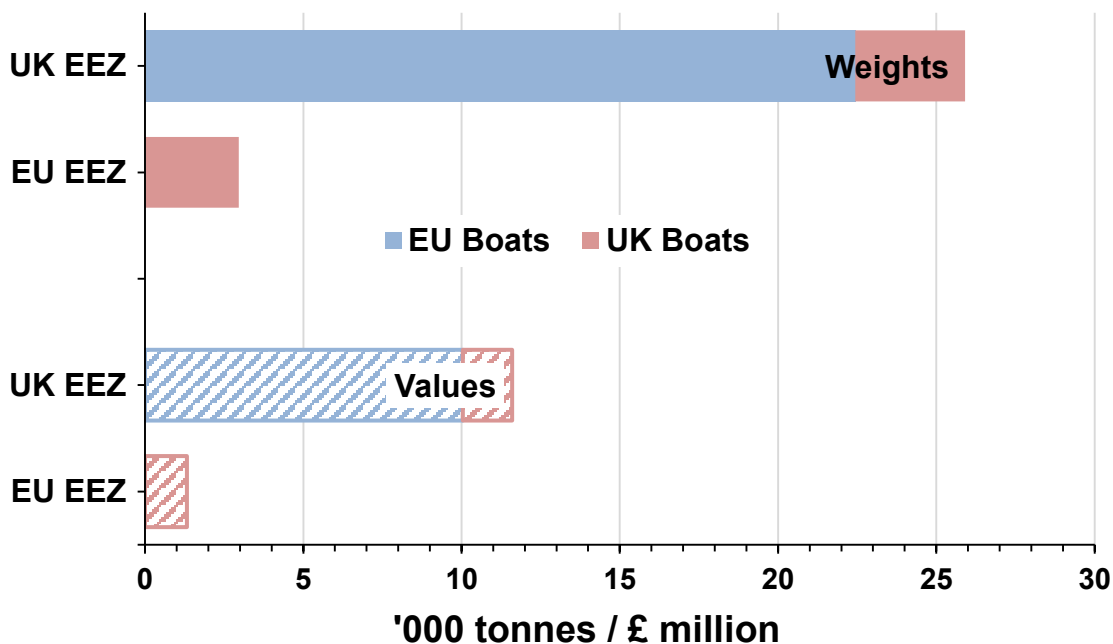 UK EEZ
Weights
EU EEZ
EU Boats UK Boats
UK EEZ
Values
EU EEZ
0 5 10 15 20 25 30
'000 tonnes / £ million